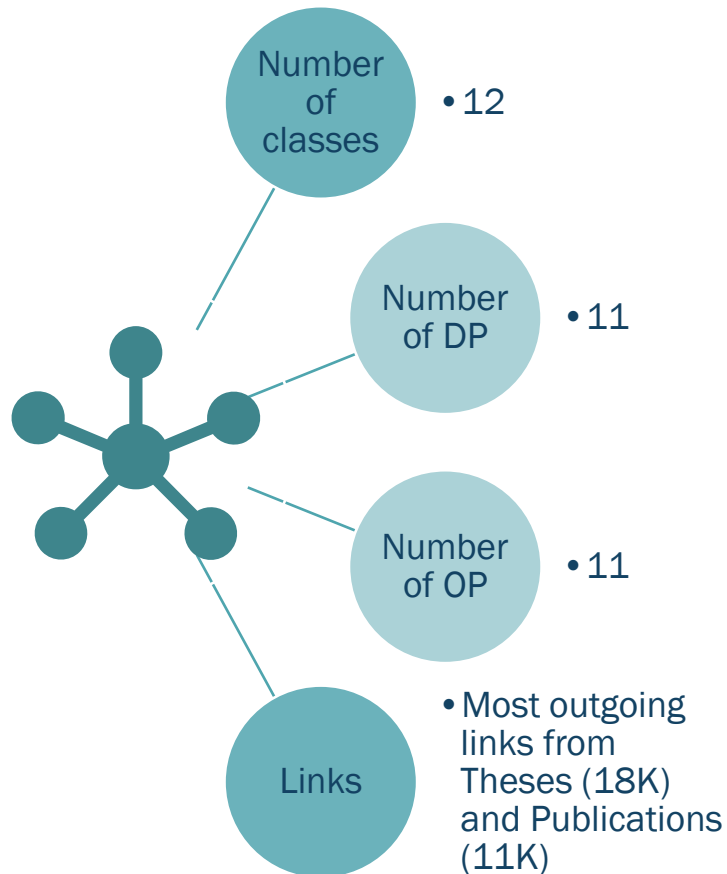 Number
of
classes
• 12
Number
of DP
• 11
Number
of OP
• 11
Links
• Most outgoing
links from
Theses (18K)
and Publications
(11K)